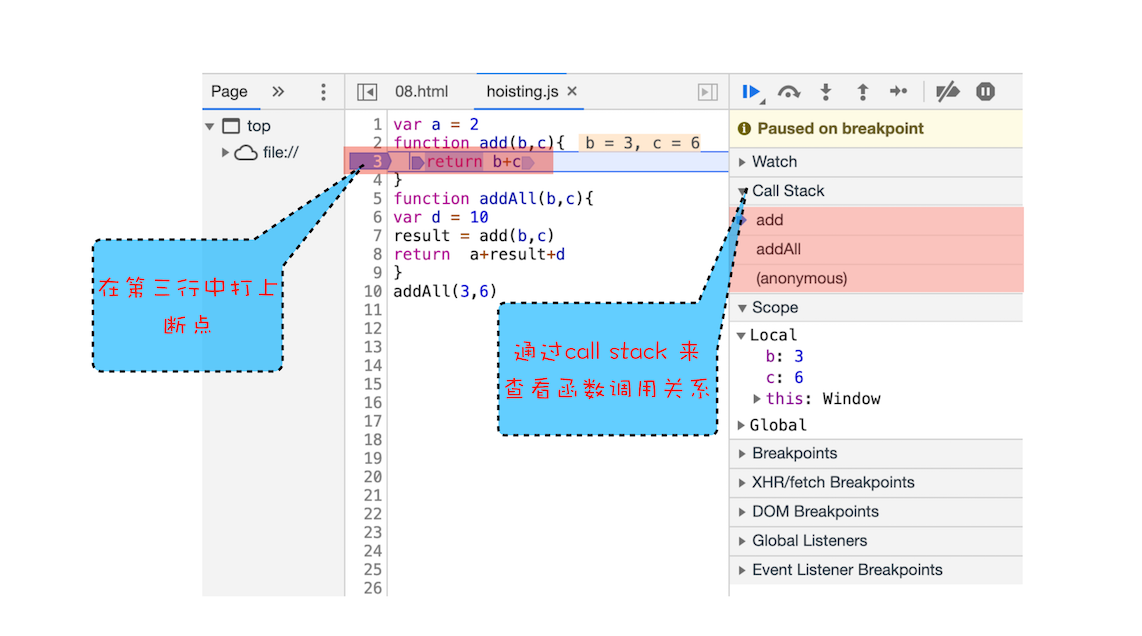 Page
08.html
hoisting.js ×
top
file://
1 var a = 2
2 function add(b,c){ b = 3, c = 6
3 return b+c
4 }
5 function addAll(b,c){
6 var d = 10
7 result = add(b,c)
8 return a+result+d
9 }
10 addAll(3,6)
11
12
13
14
15
16
17
18
19
20
21
22
23
24
25
26
在第三行中打上
断点
通过call stack 来
查看函数调用关系
Paused on breakpoint
Watch
Call Stack
add
addAll
(anonymous)
Scope
Local
b: 3
c: 6
this: Window
Global
Breakpoints
XHR/fetch Breakpoints
DOM Breakpoints
Global Listeners
Event Listener Breakpoints